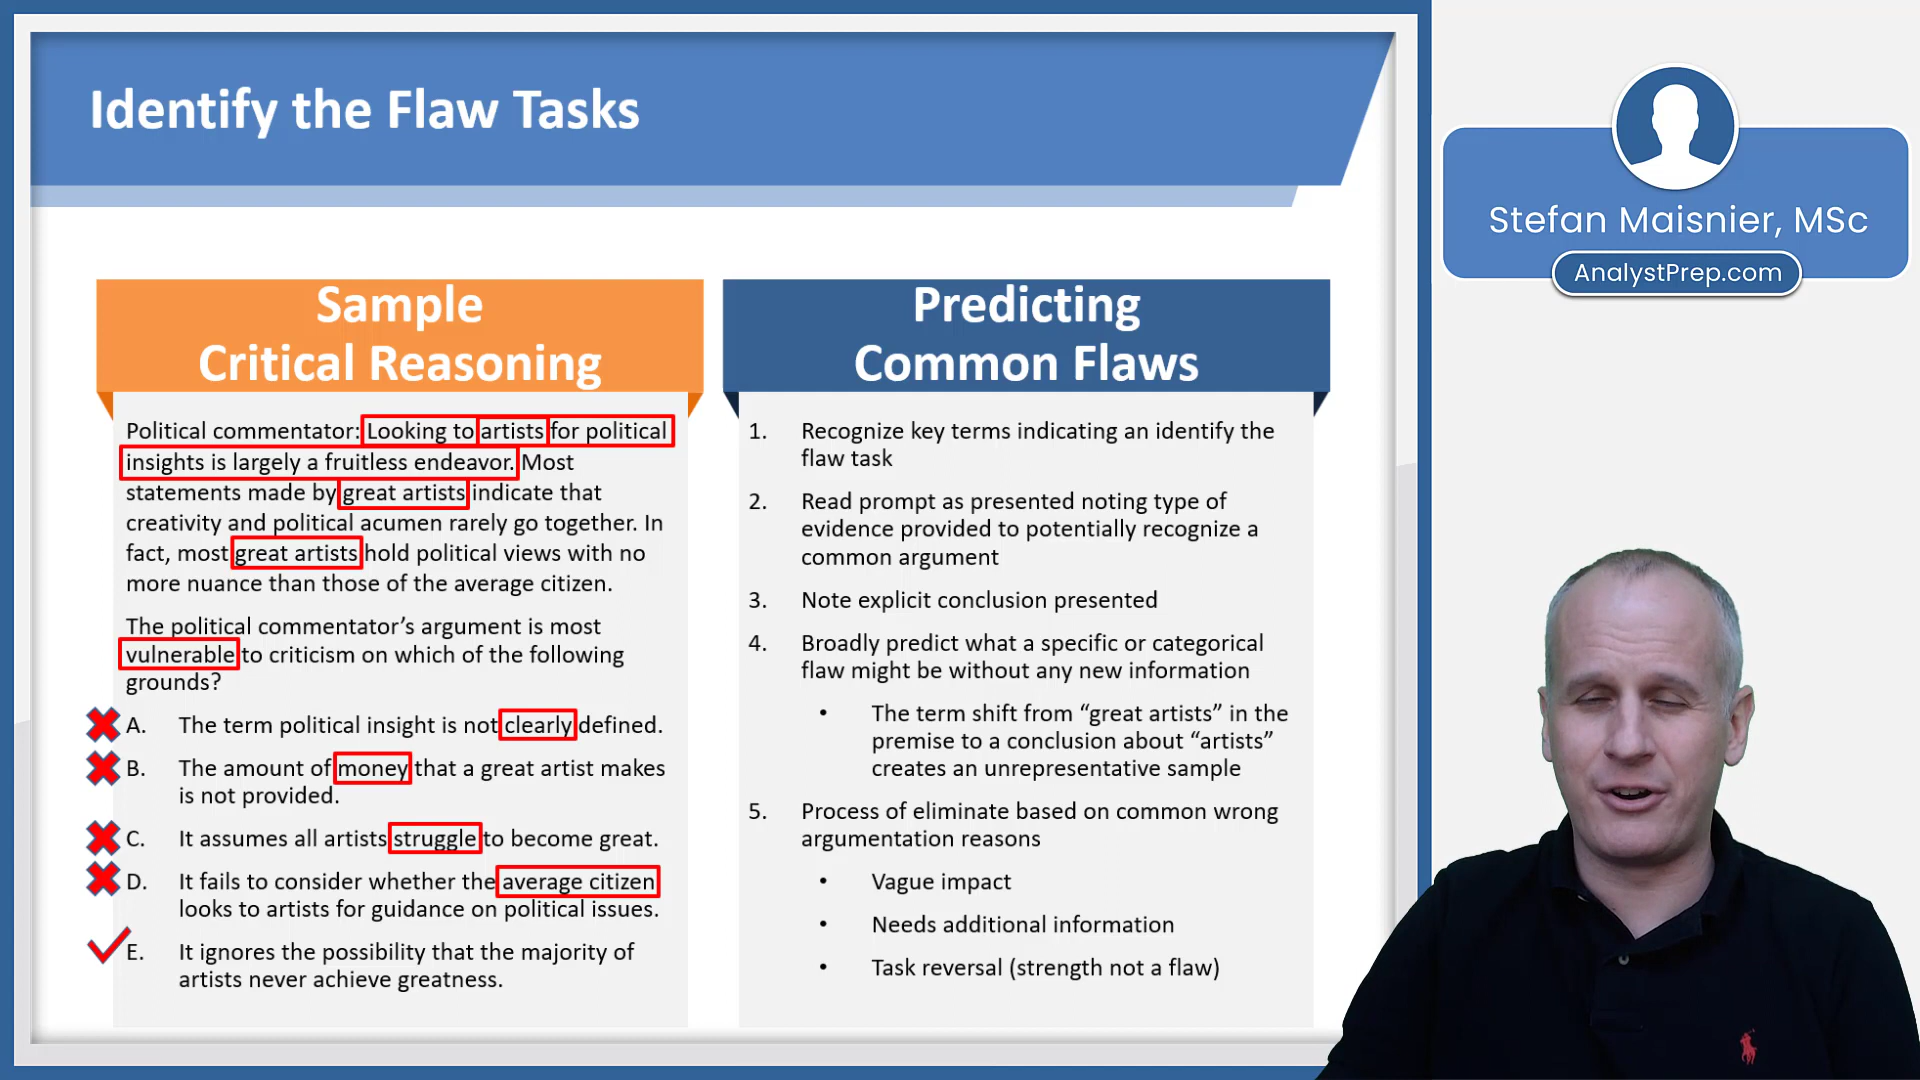 Identify the Flaw Tasks
Stefan Maisnier, MSc
AnalystPrep.com
Sample
Critical Reasoning
Political commentator: Looking to artists for political
insights is largely a fruitless endeavor. Most
statements made by great artists indicate that
creativity and political acumen rarely go together. In
fact, most great artists hold political views with no
more nuance than those of the average citizen.
The political commentator’s argument is most
vulnerable to criticism on which of the following
grounds?
A. The term political insight is not clearly defined.
B. The amount of money that a great artist makes
is not provided.
C. It assumes all artists struggle to become great.
D. It fails to consider whether the average citizen
looks to artists for guidance on political issues.
E. It ignores the possibility that the majority of
artists never achieve greatness.
Predicting
Common Flaws
1. Recognize key terms indicating an identify the
flaw task
2. Read prompt as presented noting type of
evidence provided to potentially recognize a
common argument
3. Note explicit conclusion presented
4. Broadly predict what a specific or categorical
flaw might be without any new information
• The term shift from “great artists” in the
premise to a conclusion about “artists”
creates an unrepresentative sample
5. Process of eliminate based on common wrong
argumentation reasons
• Vague impact
• Needs additional information
• Task reversal (strength not a flaw)